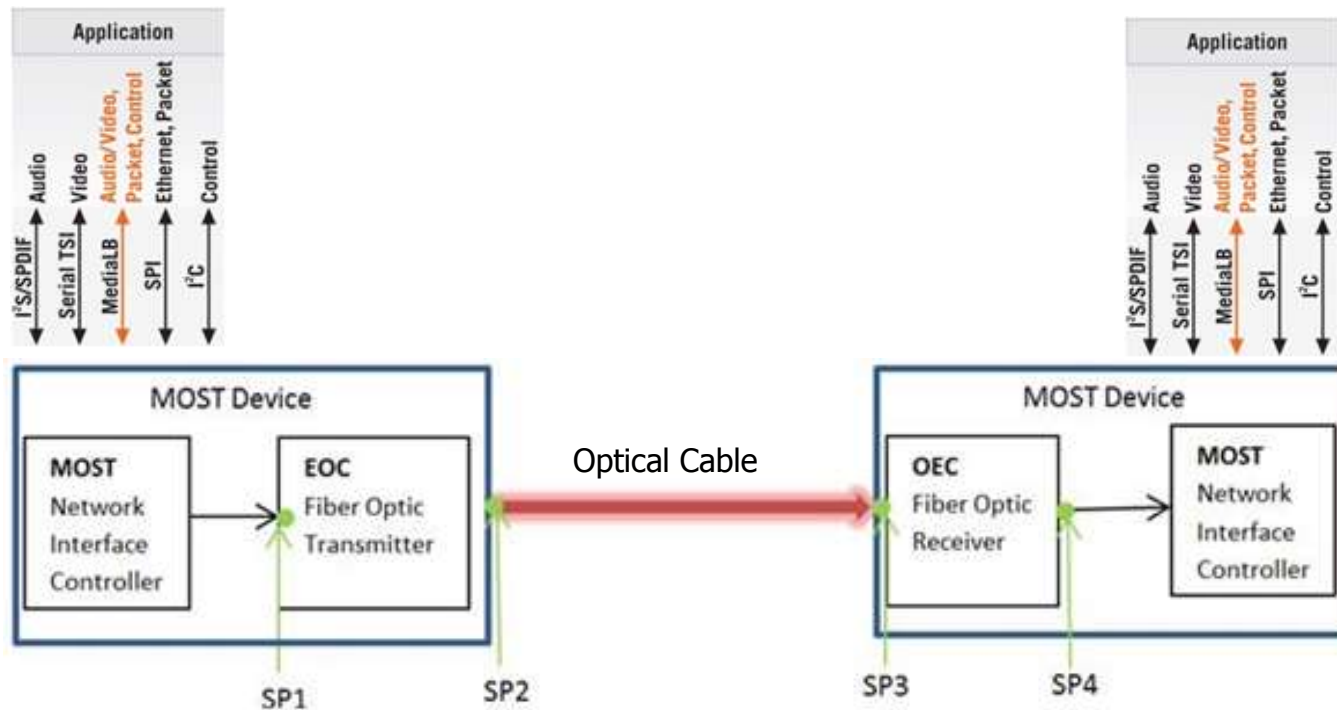 Application
Audio
Video
Audio/Video,
Packet, Control
Ethernet, Packet
Control
I²S/SPDIF
Serial TSI
MediaLB
SPI
I²C
MOST Device
MOST
Network
Interface
Controller
EOC
Fiber Optic
Transmitter
SP1
SP2
Optical Cable
Application
Audio
Video
Audio/Video,
Packet, Control
Ethernet, Packet
Control
I²S/SPDIF
Serial TSI
MediaLB
SPI
I²C
MOST Device
OEC
Fiber Optic
Receiver
MOST
Network
Interface
Controller
SP3
SP4